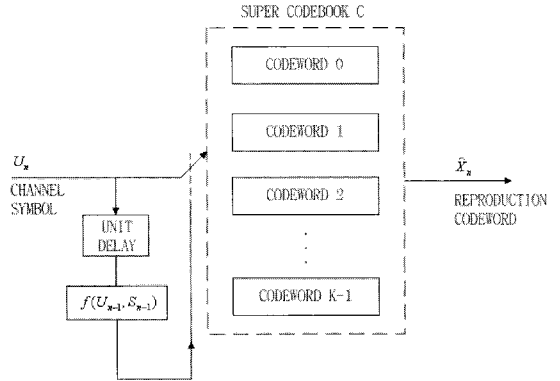 SUPER CODEBOOK C
CODEWORD 0
CODEWORD 1
U_n
CHANNEL
SYMBOL
CODEWORD 2
X̂_n
REPRODUCTION
CODEWORD
UNIT
DELAY
f(U_{n-1}, S_{n-1})
CODEWORD K-1